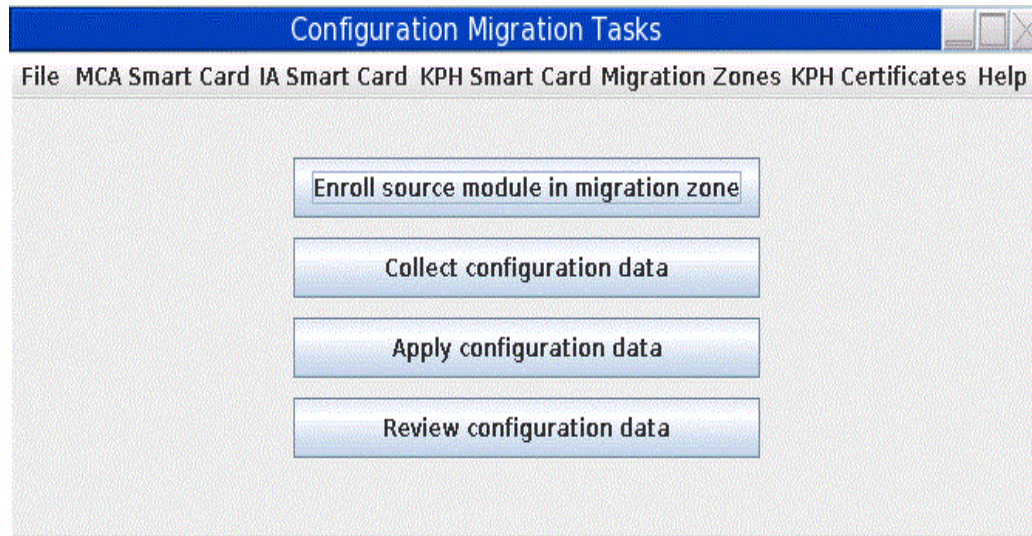 Configuration Migration Tasks
File MCA Smart Card IA Smart Card KPH Smart Card Migration Zones KPH Certificates Help
Enroll source module in migration zone
Collect configuration data
Apply configuration data
Review configuration data